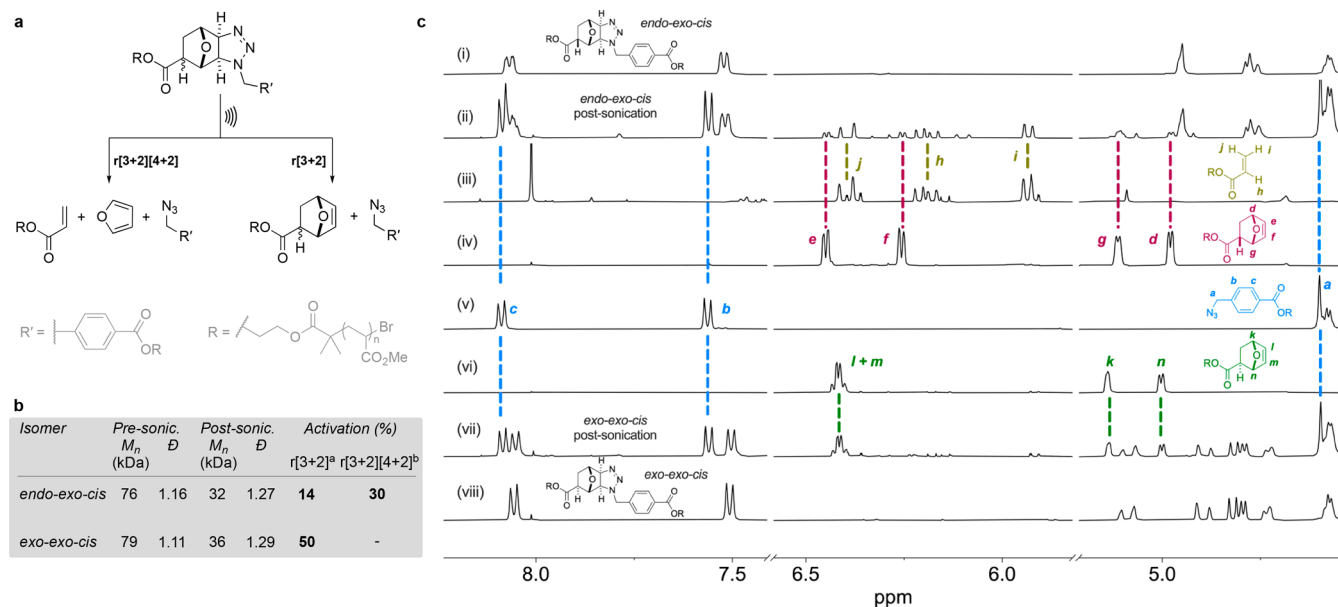 a
H
O
N
N
N
H
RO
O
R'
r[3+2][4+2]
r[3+2]
RO
O
+
O
+
N3
R'
RO
O
H
O
+
N3
R'
R' =
O
OR
R =
O
O
n
Br
CO2Me
b
Isomer Pre-sonic. Post-sonic. Activation (%)
Mn Đ Mn Đ
(kDa) (kDa) r[3+2]a r[3+2][4+2]b
endo-exo-cis 76 1.16 32 1.27 14 30
exo-exo-cis 79 1.11 36 1.29 50 -
c
(i)
endo-exo-cis
H
O
N
N
N
H
RO
O
H
O
OR
(ii)
endo-exo-cis
post-sonication
(iii)
j
h
i
j H
H i
RO
O
H
h
(iv)
e
f
g
d
d
e
f
g
RO
O
H
O
(v)
c
b
a
a
b
c
N3
O
OR
(vi)
l + m
k
n
k
l
m
n
RO
O
H
O
(vii)
exo-exo-cis
post-sonication
(viii)
exo-exo-cis
H
O
N
N
N
H
RO
O
H
O
OR
8.0 7.5 6.5 6.0 5.0
ppm